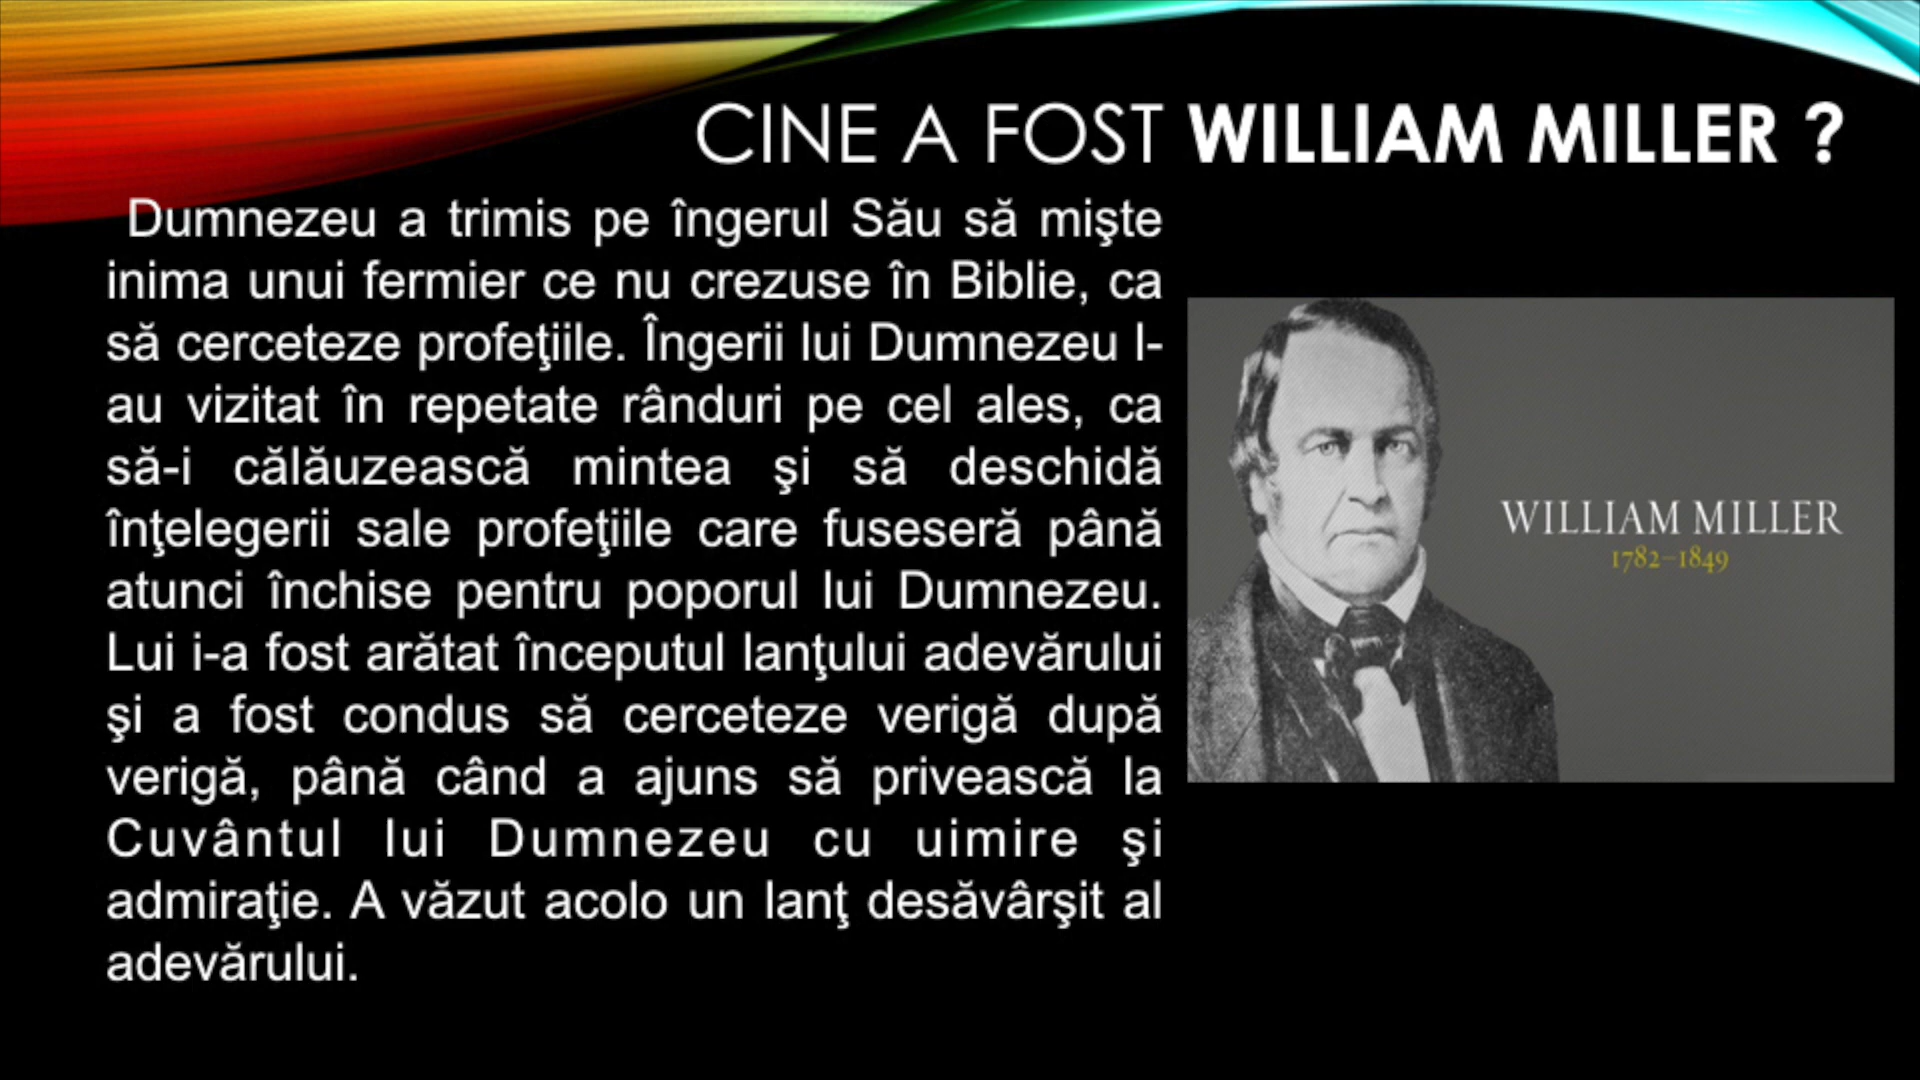 CINE A FOST WILLIAM MILLER ?
Dumnezeu a trimis pe îngerul Său să mişte
inima unui fermier ce nu crezuse în Biblie, ca
să cerceteze profeţiile. Îngerii lui Dumnezeu l-
au vizitat în repetate rânduri pe cel ales, ca
să-i călăuzească mintea şi să deschidă
înţelegerii sale profeţiile care fuseseră până
atunci închise pentru poporul lui Dumnezeu.
Lui i-a fost arătat începutul lanţului adevărului
şi a fost condus să cerceteze verigă după
verigă, până când a ajuns să privească la
Cuvântul lui Dumnezeu cu uimire şi
admiraţie. A văzut acolo un lanţ desăvârşit al
adevărului.
WILLIAM MILLER
1782–1849